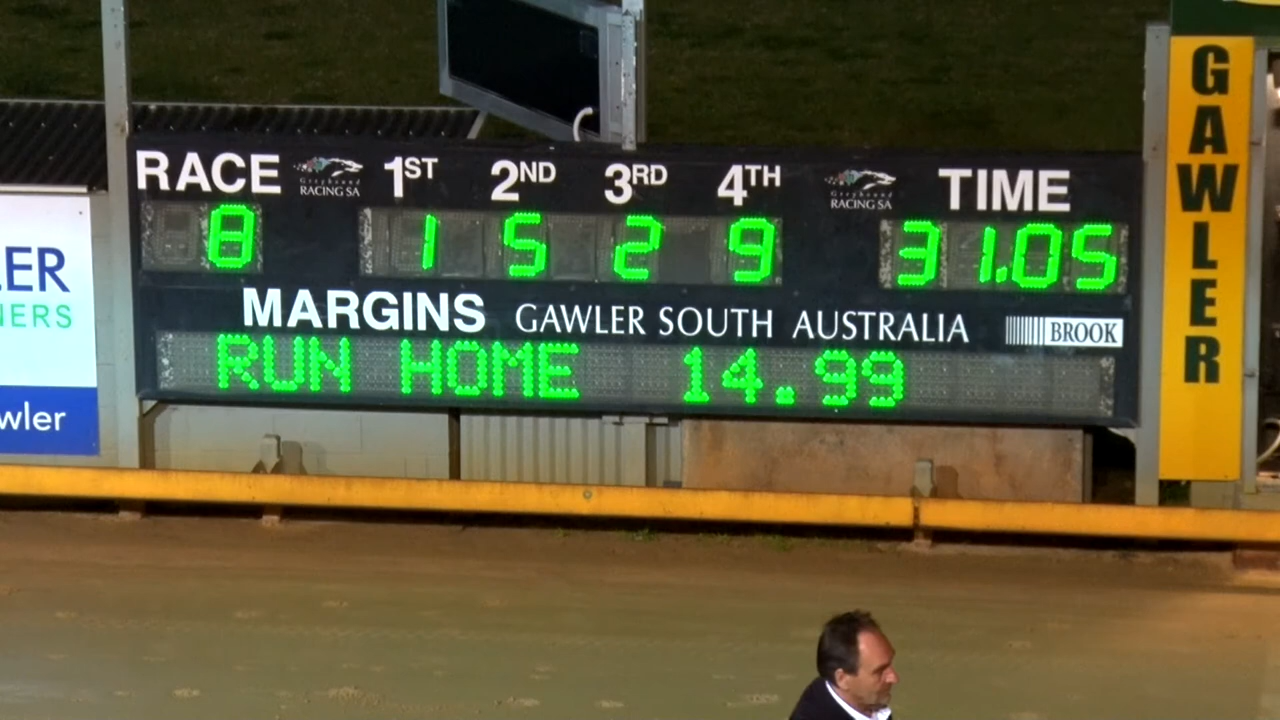 RACE Greyhound RACING SA 1ST 2ND 3RD 4TH Greyhound RACING SA TIME
8 1 5 2 9 31.05
MARGINS GAWLER SOUTH AUSTRALIA BROOK
RUN HOME 14.99
GAWLER
ER
NERS
wler